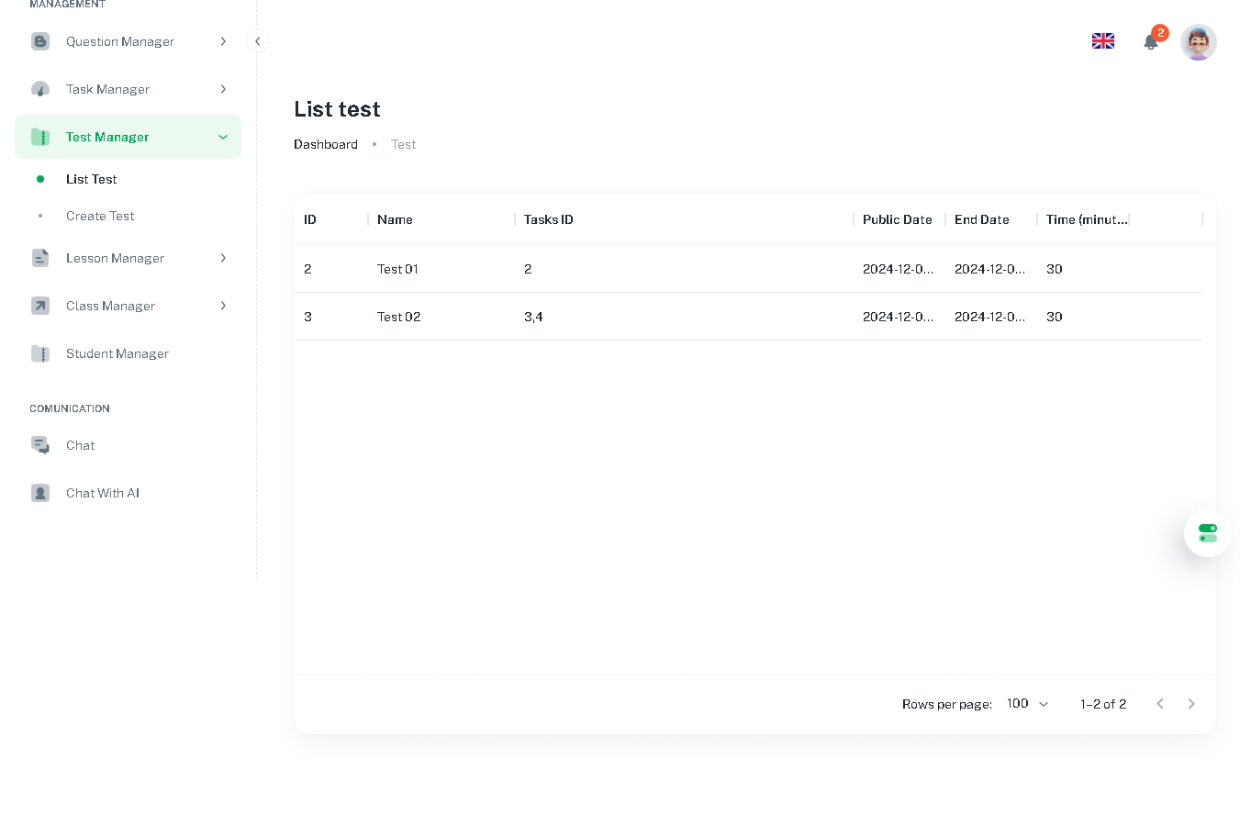 MANAGEMENT
Question Manager
Task Manager
Test Manager
List Test
Create Test
Lesson Manager
Class Manager
Student Manager
COMUNICATION
Chat
Chat With AI
2
List test
Dashboard • Test
ID Name Tasks ID Public Date End Date Time (minut...
2 Test 01 2 2024-12-0... 2024-12-0... 30
3 Test 02 3,4 2024-12-0... 2024-12-0... 30
Rows per page: 100 1–2 of 2